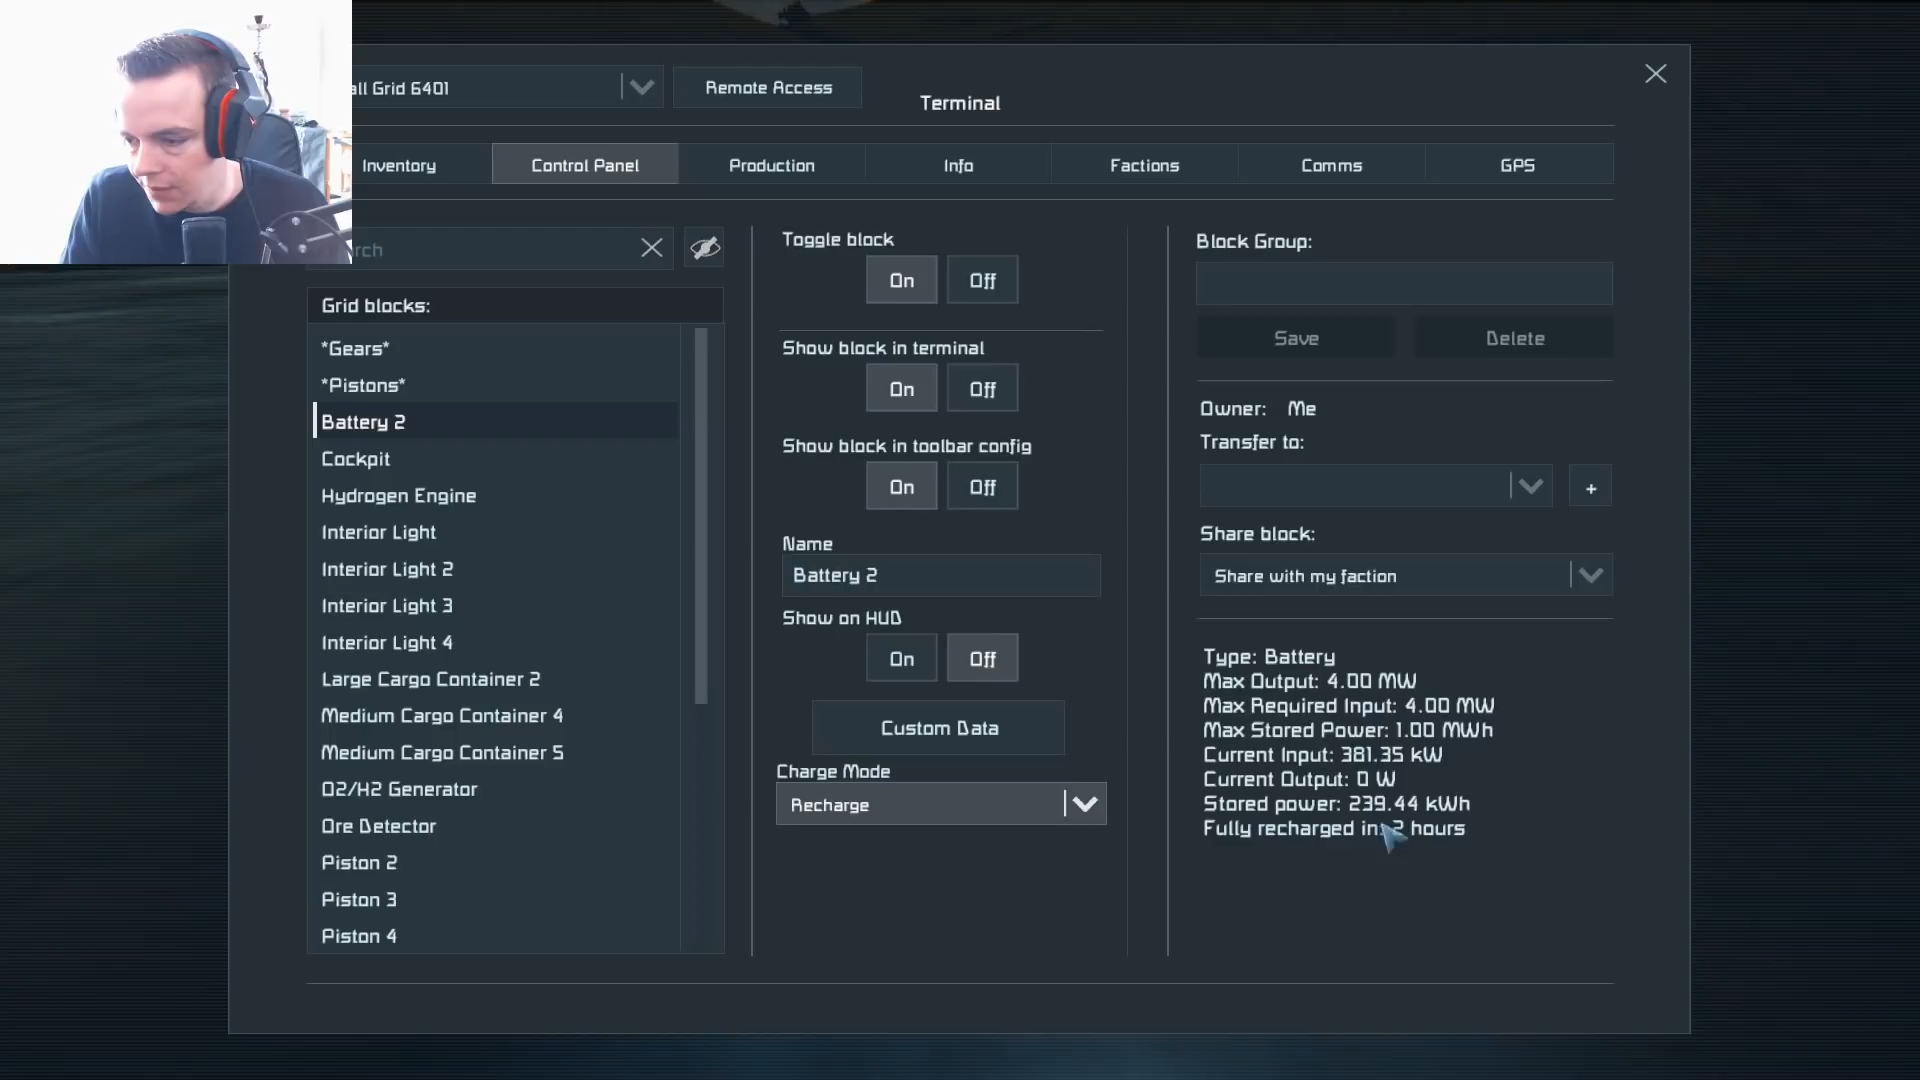 all Grid 6401
Remote Access
Terminal
Inventory
Control Panel
Production
Info
Factions
Comms
GPS
rch
Grid blocks:
*Gears*
*Pistons*
Battery 2
Cockpit
Hydrogen Engine
Interior Light
Interior Light 2
Interior Light 3
Interior Light 4
Large Cargo Container 2
Medium Cargo Container 4
Medium Cargo Container 5
O2/H2 Generator
Ore Detector
Piston 2
Piston 3
Piston 4
Toggle block
On Off
Show block in terminal
On Off
Show block in toolbar config
On Off
Name
Battery 2
Show on HUD
On Off
Custom Data
Charge Mode
Recharge
Block Group:
Save Delete
Owner: Me
Transfer to:
+
Share block:
Share with my faction
Type: Battery
Max Output: 4.00 MW
Max Required Input: 4.00 MW
Max Stored Power: 1.00 MWh
Current Input: 381.35 kW
Current Output: 0 W
Stored power: 239.44 kWh
Fully recharged in: 2 hours